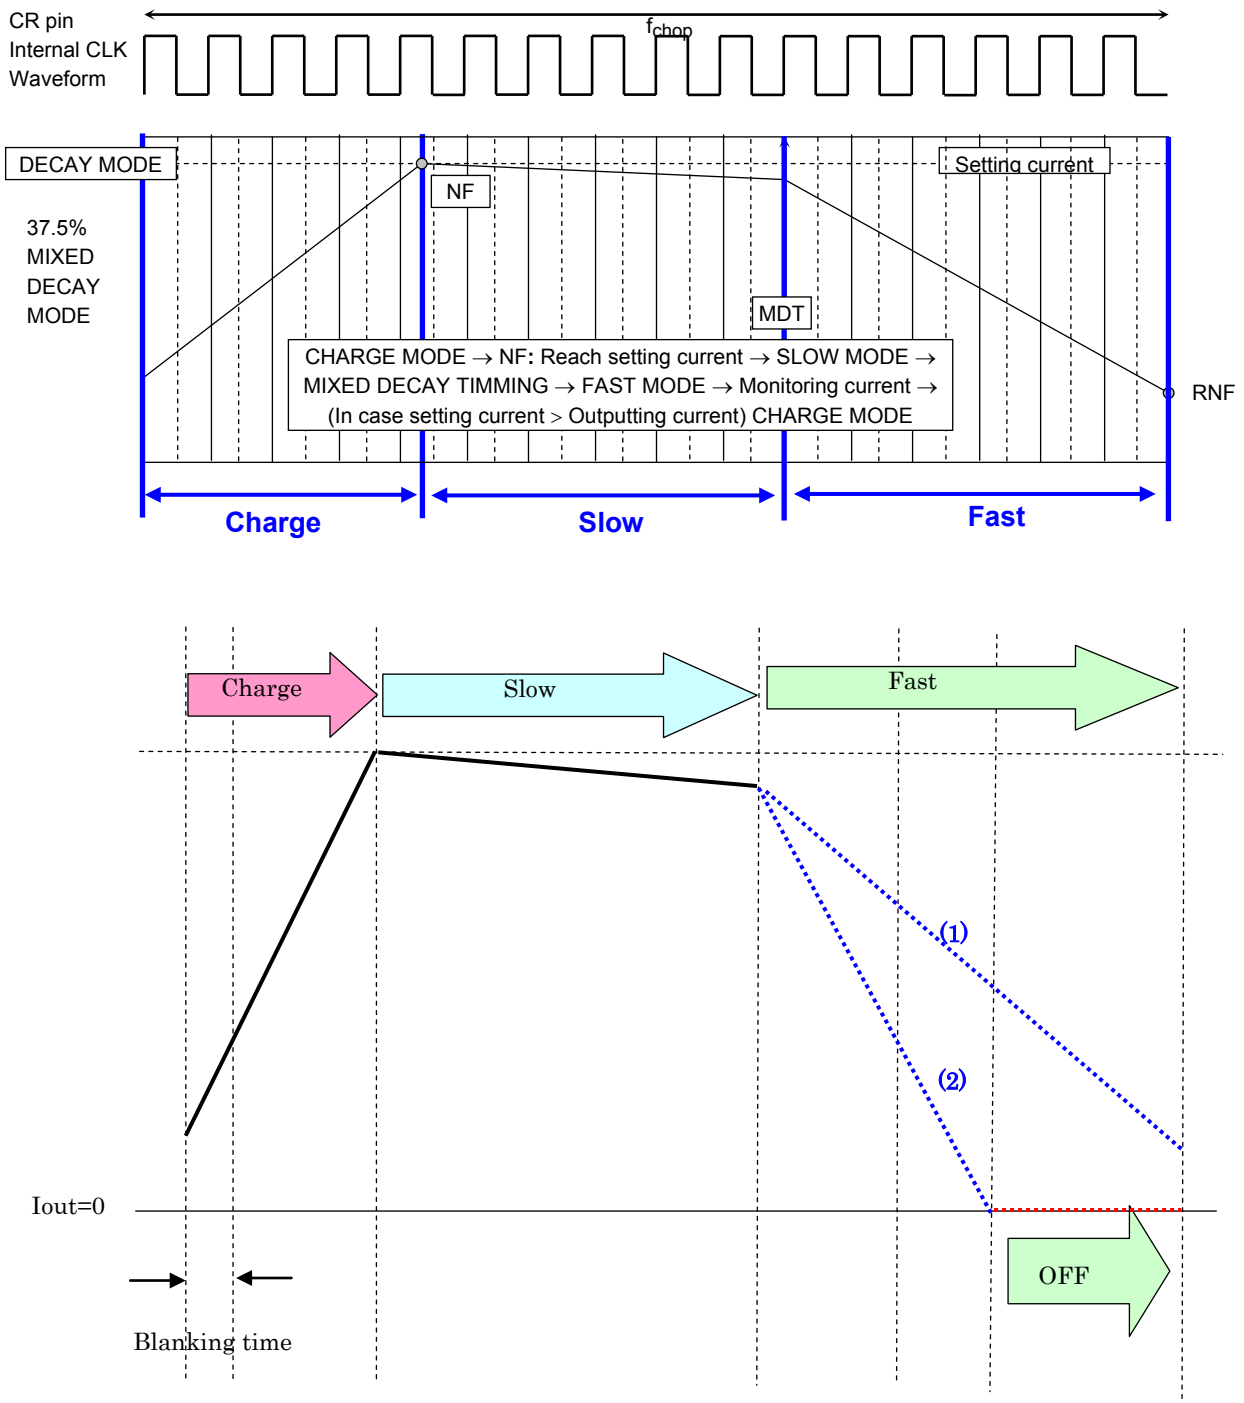 CR pin
Internal CLK
Waveform
fchop
DECAY MODE
Setting current
NF
37.5%
MIXED
DECAY
MODE
MDT
CHARGE MODE → NF: Reach setting current → SLOW MODE →
MIXED DECAY TIMMING → FAST MODE → Monitoring current →
(In case setting current > Outputting current) CHARGE MODE
RNF
Charge
Slow
Fast
Charge
Slow
Fast
(1)
(2)
Iout=0
OFF
Blanking time